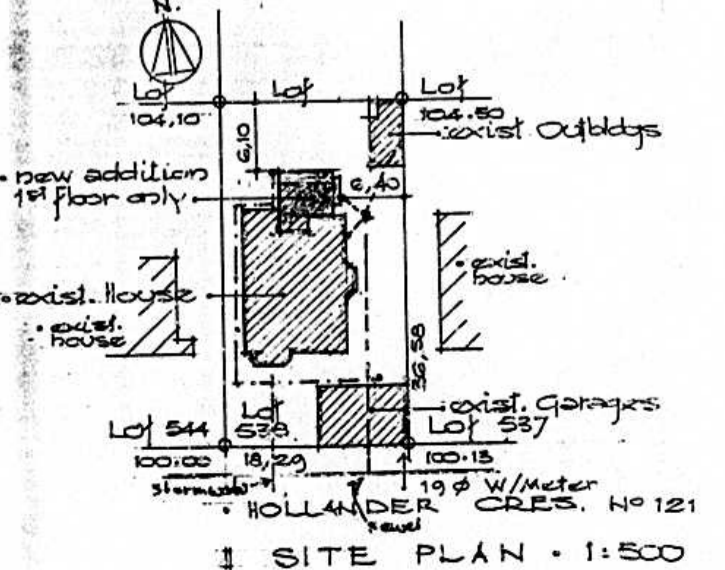 N.
Lot
Lot
Lot
104,10
104.50
exist Outbldgs
6,10
new addition
1st floor only
6,40
exist. House
exist.
house
exist.
house
36,58
exist. Garages
Lot 544
Lot
538
Lot 537
100.00
18,29
100.13
19 Ø W/Meter
HOLLANDER CRES. No 121
sewer
SITE PLAN • 1:500